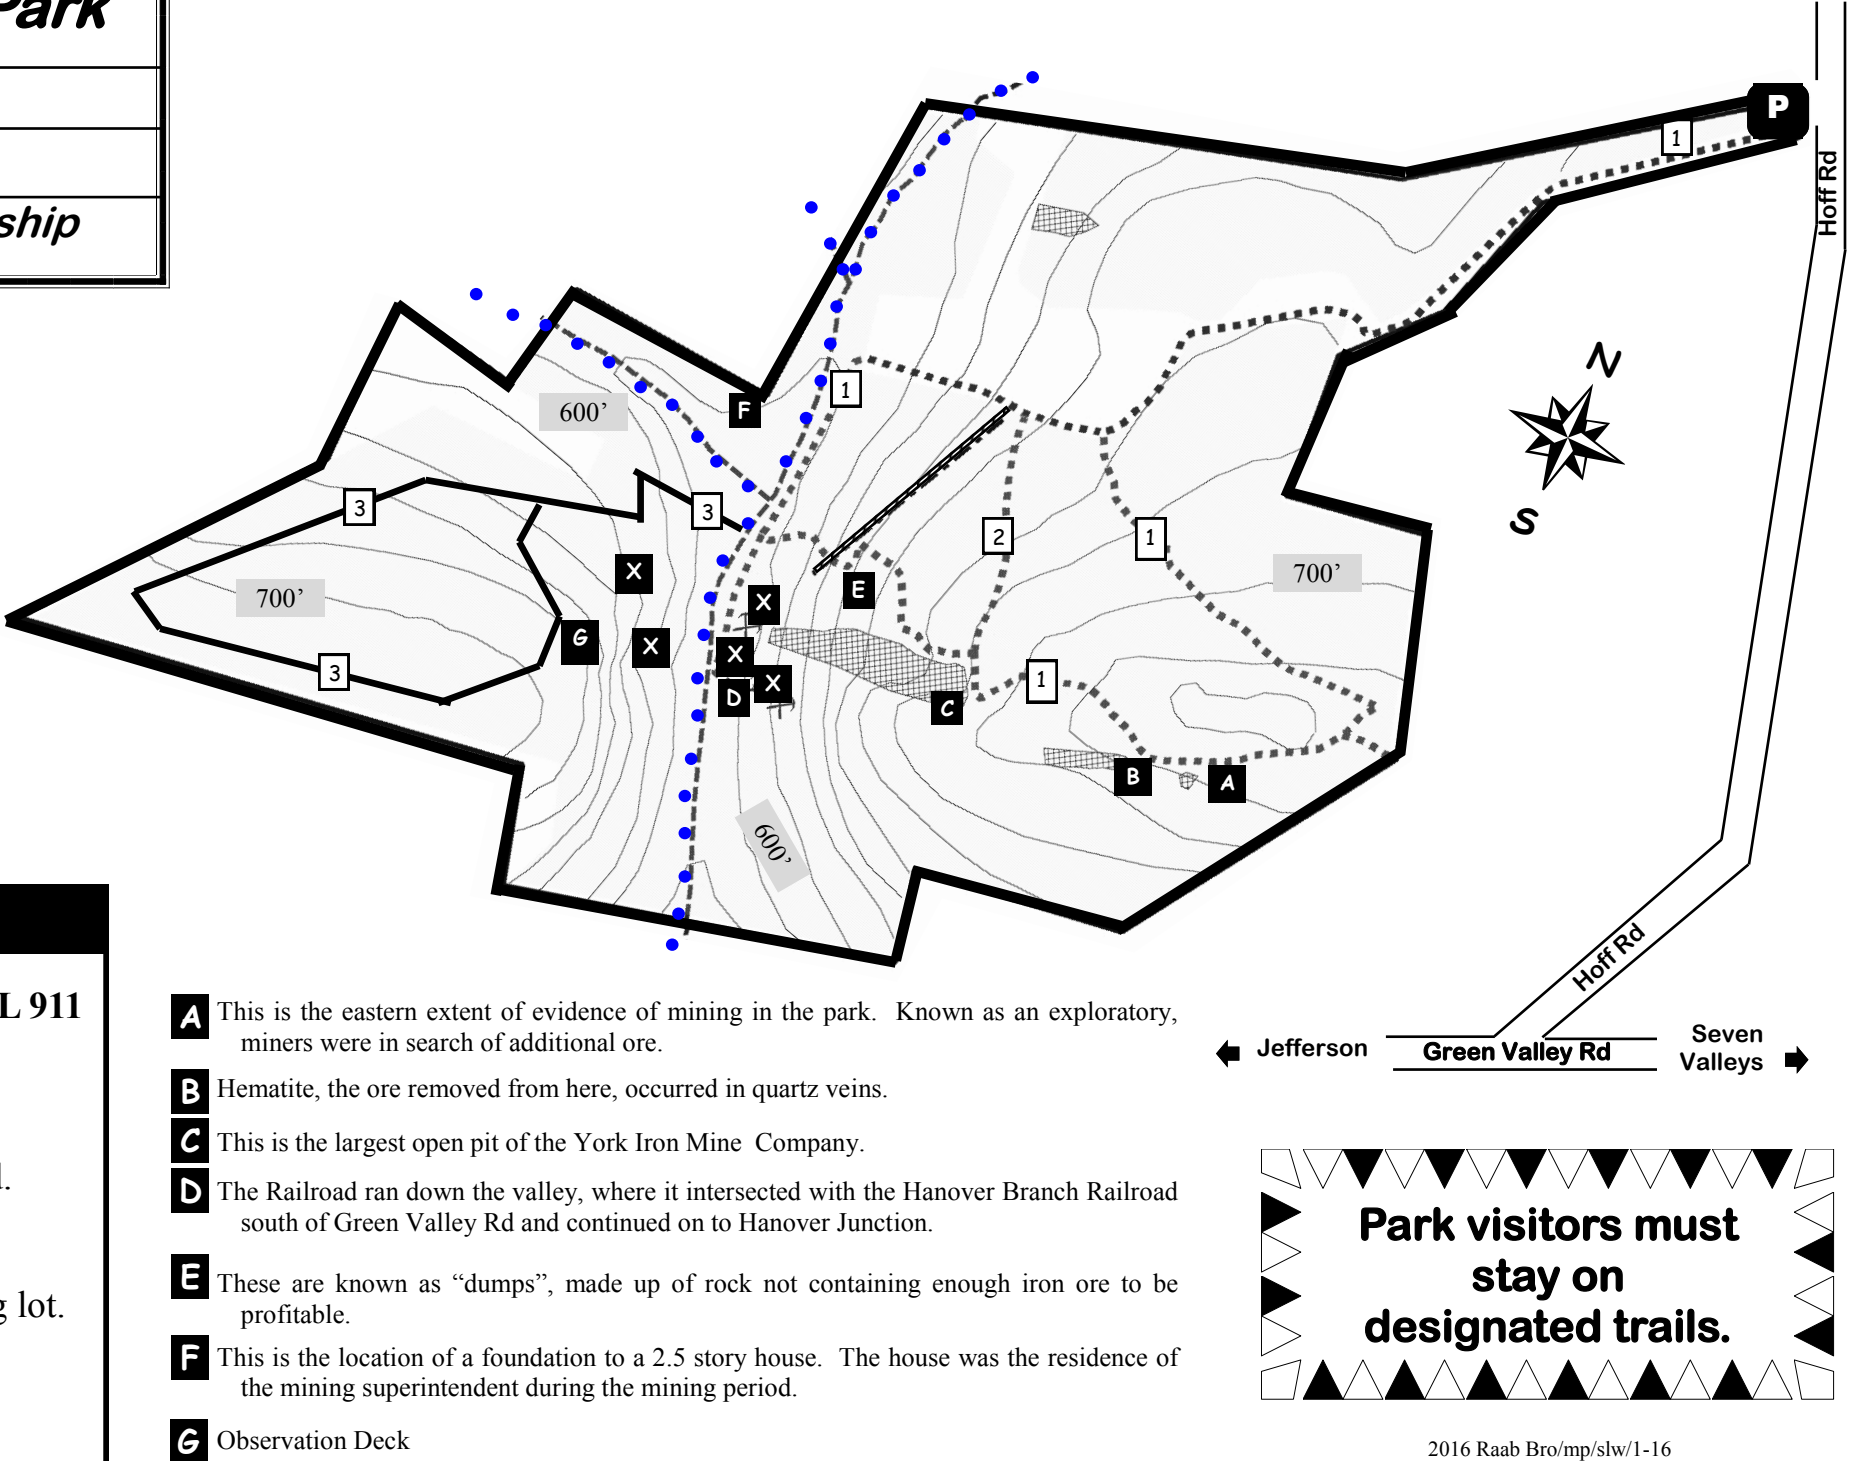 Park
ship
P
1
Hoff Rd
N
S
1
F
600’
3
3
2
1
700’
700’
X
X
E
X
G
X
X
D
C
3
1
B
A
600’
Hoff Rd
L 911
l.
g lot.
A This is the eastern extent of evidence of mining in the park. Known as an exploratory,
miners were in search of additional ore.
B Hematite, the ore removed from here, occurred in quartz veins.
C This is the largest open pit of the York Iron Mine Company.
D The Railroad ran down the valley, where it intersected with the Hanover Branch Railroad
south of Green Valley Rd and continued on to Hanover Junction.
E These are known as “dumps”, made up of rock not containing enough iron ore to be
profitable.
F This is the location of a foundation to a 2.5 story house. The house was the residence of
the mining superintendent during the mining period.
G Observation Deck
Jefferson
Green Valley Rd
Seven
Valleys
Park visitors must
stay on
designated trails.
2016 Raab Bro/mp/slw/1-16